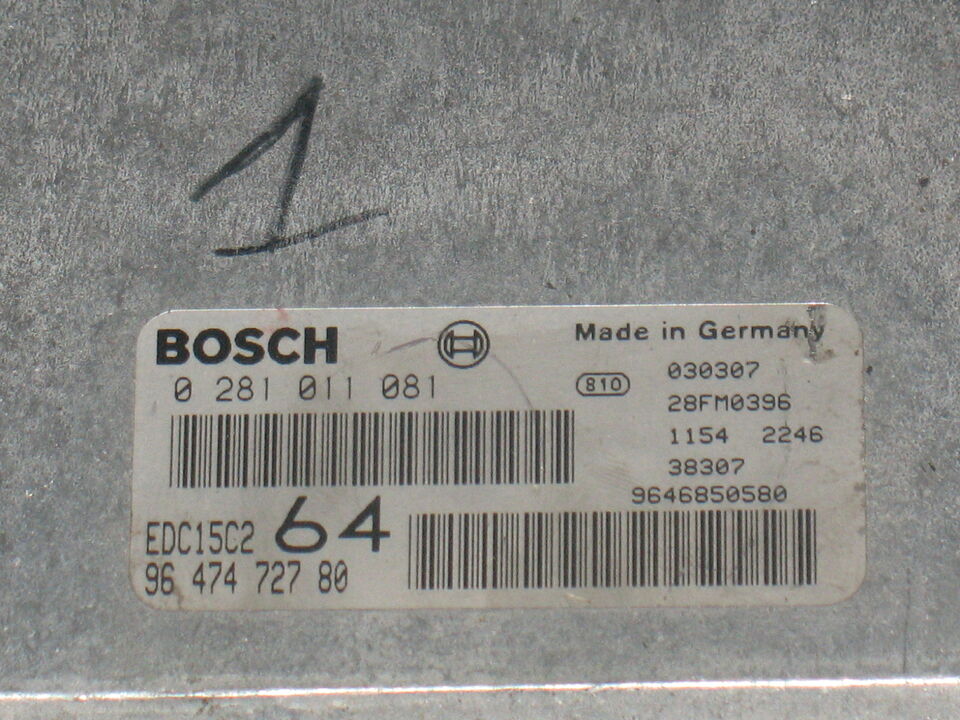 1
BOSCH
0 281 011 081
Made in Germany
810
030307
28FM0396
1154 2246
38307
9646850580
EDC15C2 64
96 474 727 80